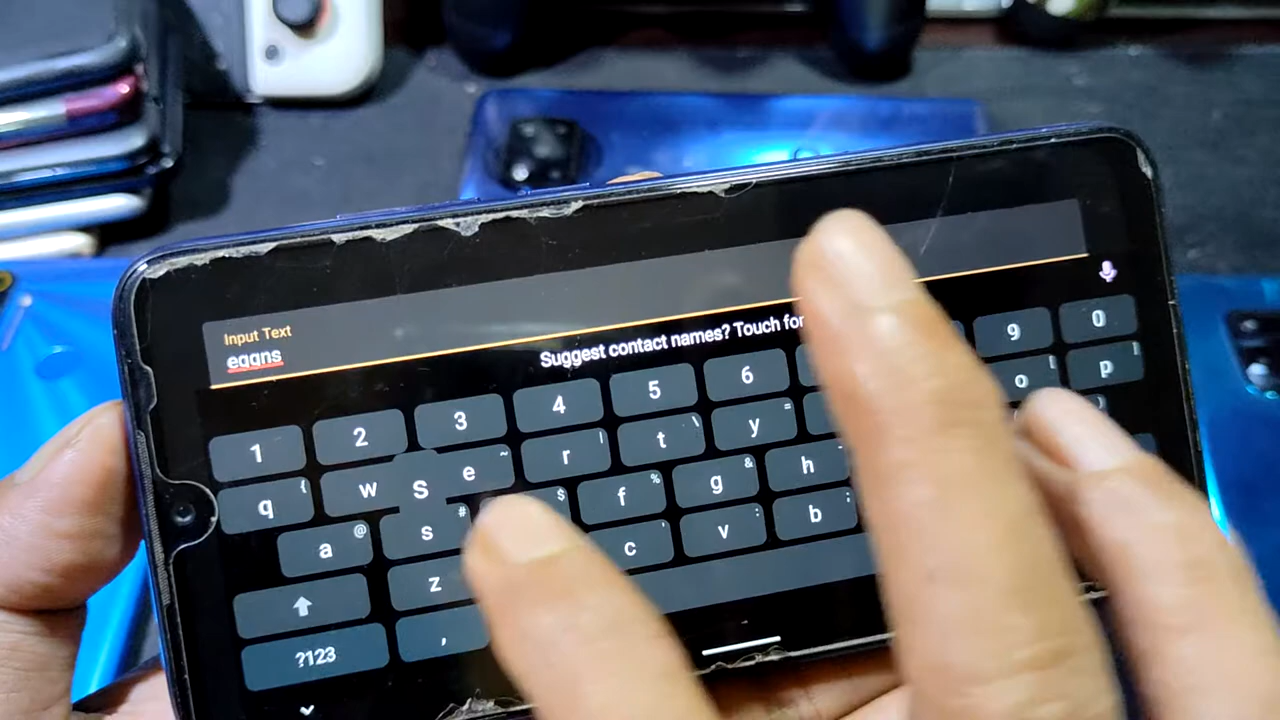 Input Text
eqqns
Suggest contact names? Touch for
1 2 3 4 5 6 9 0
q { w e ~ r | t \ y = o [ p ]
S
a @ s # $ f % g & h -
z c ' v : b ;
?123 ,